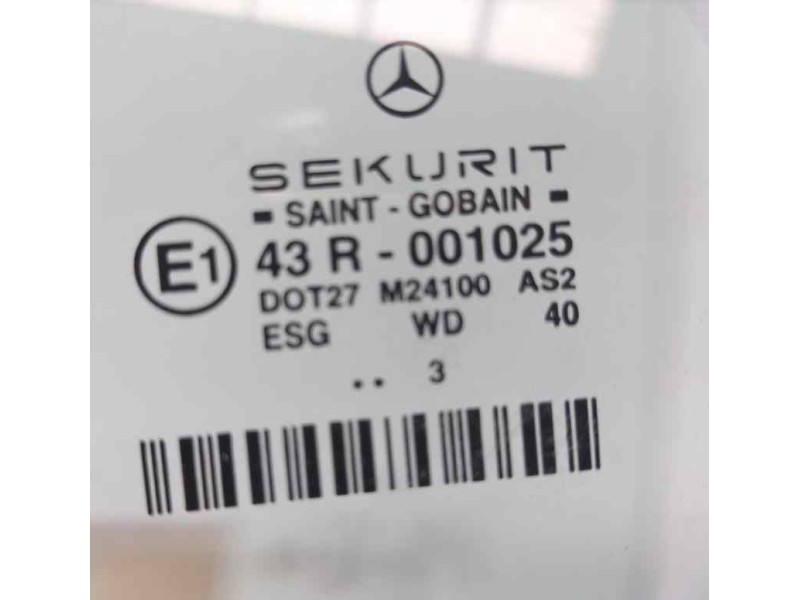 SEKURIT
SAINT - GOBAIN
E1 43 R - 001025
DOT27 M24100 AS2
ESG WD 40
.. 3